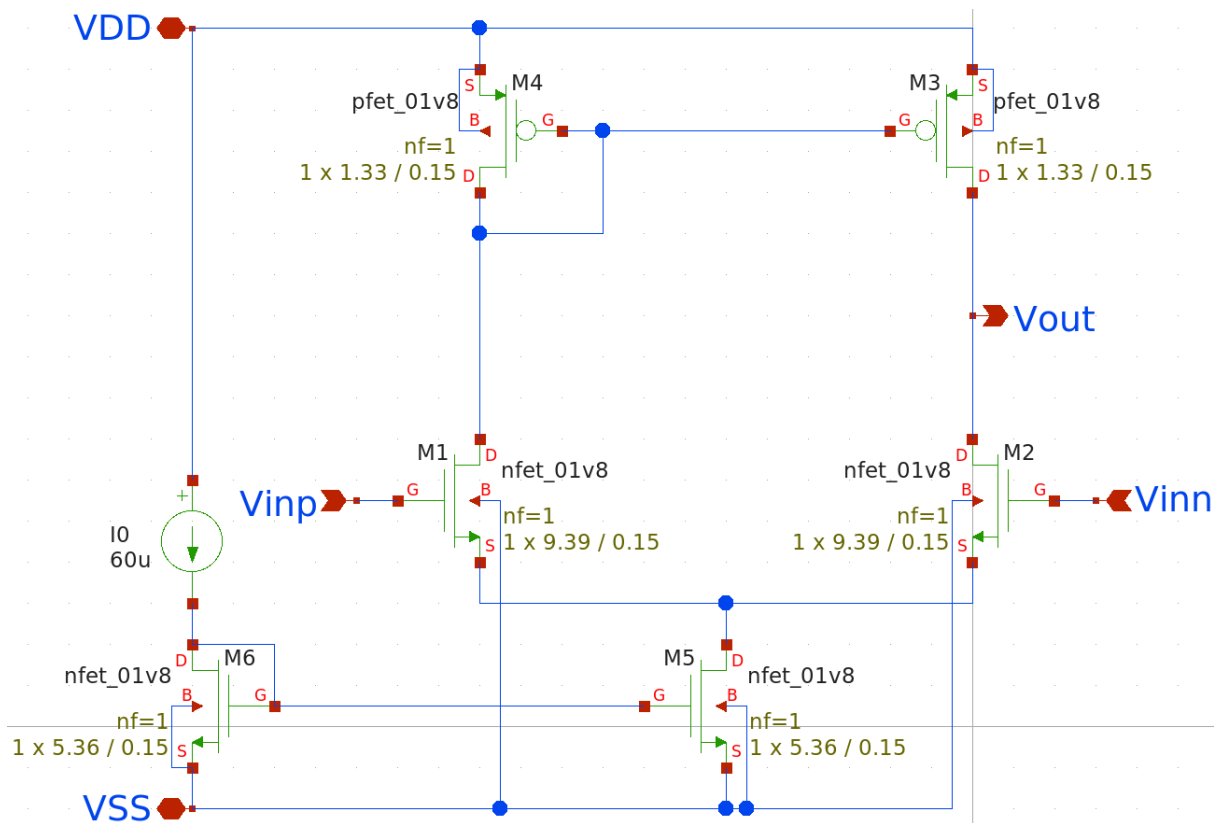 VDD
S
M4
pfet_01v8
B
G
nf=1
1 x 1.33 / 0.15
D
M3
S
pfet_01v8
G
B
nf=1
D
1 x 1.33 / 0.15
Vout
M1
D
nfet_01v8
G
B
Vinp
nf=1
S
1 x 9.39 / 0.15
M2
D
nfet_01v8
B
G
Vinn
nf=1
1 x 9.39 / 0.15
S
+
I0
60u
D
M6
nfet_01v8
B
G
nf=1
1 x 5.36 / 0.15
S
M5
D
nfet_01v8
G
B
nf=1
S
1 x 5.36 / 0.15
VSS